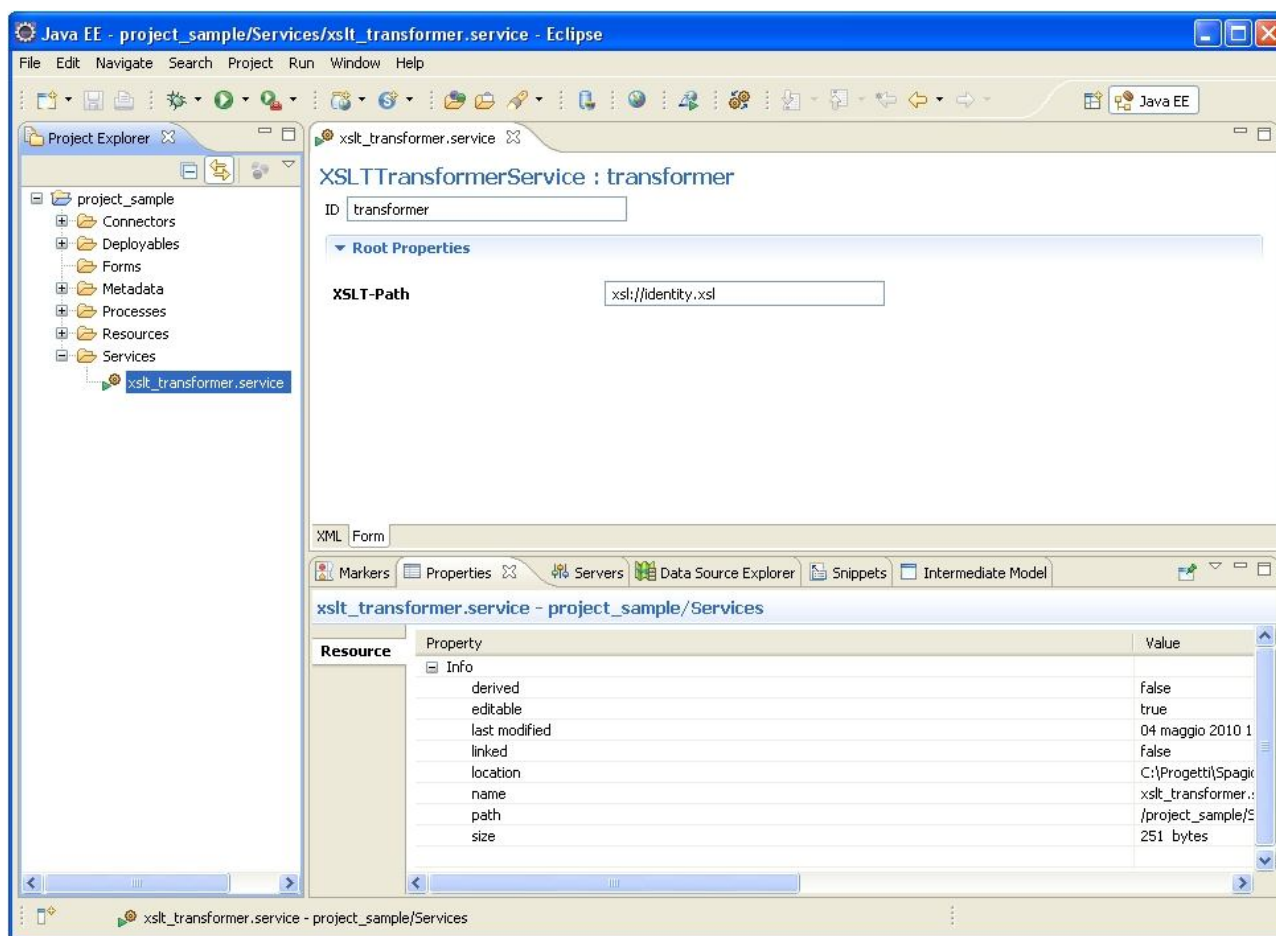 Java EE - project_sample/Services/xslt_transformer.service - Eclipse
File Edit Navigate Search Project Run Window Help
Java EE
Project Explorer
xslt_transformer.service
XSLTTransformerService : transformer
ID transformer
Root Properties
XSLT-Path xsl://identity.xsl
project_sample
Connectors
Deployables
Forms
Metadata
Processes
Resources
Services
xslt_transformer.service
XML Form
Markers Properties Servers Data Source Explorer Snippets Intermediate Model
xslt_transformer.service - project_sample/Services
Resource
Property Value
Info
derived false
editable true
last modified 04 maggio 2010 1
linked false
location C:\Progetti\Spagic
name xslt_transformer.
path /project_sample/S
size 251 bytes
xslt_transformer.service - project_sample/Services